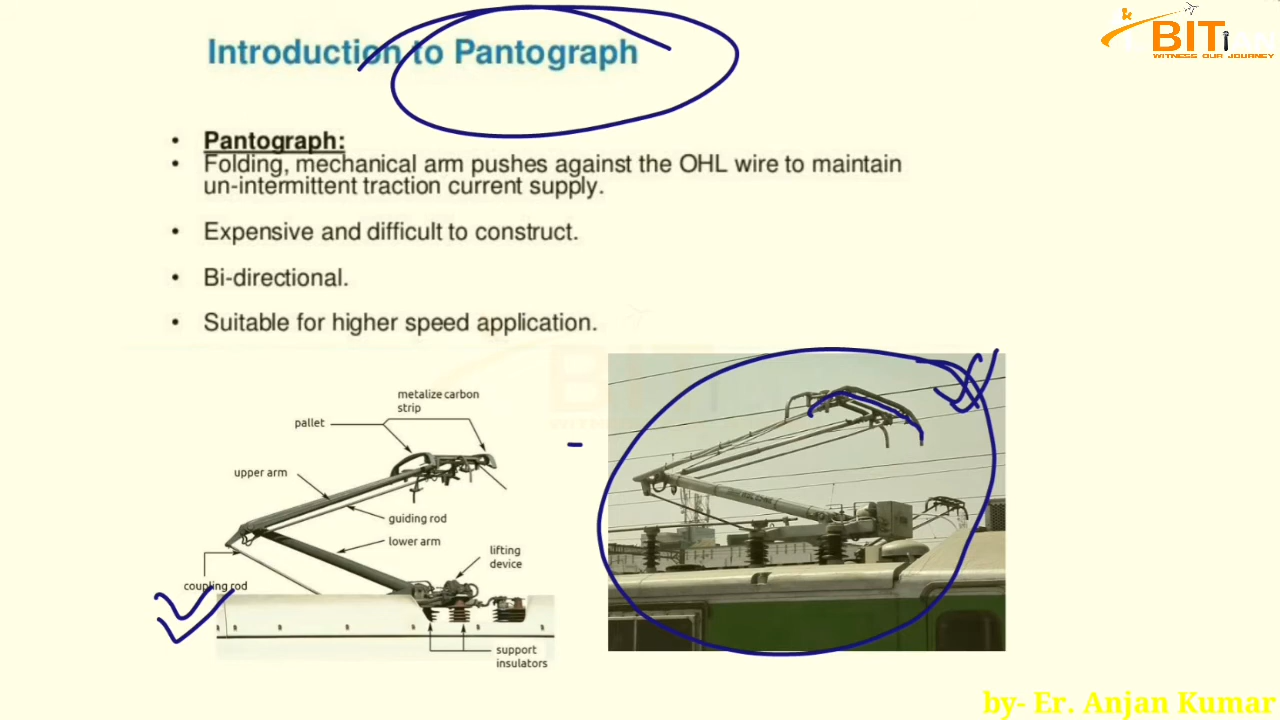 Introduction to Pantograph
BITIAN
WITNESS OUR JOURNEY
• Pantograph:
• Folding, mechanical arm pushes against the OHL wire to maintain
un-intermittent traction current supply.
• Expensive and difficult to construct.
• Bi-directional.
• Suitable for higher speed application.
metalize carbon
strip
pallet
upper arm
guiding rod
lower arm
lifting
device
coupling rod
support
insulators
by- Er. Anjan Kumar